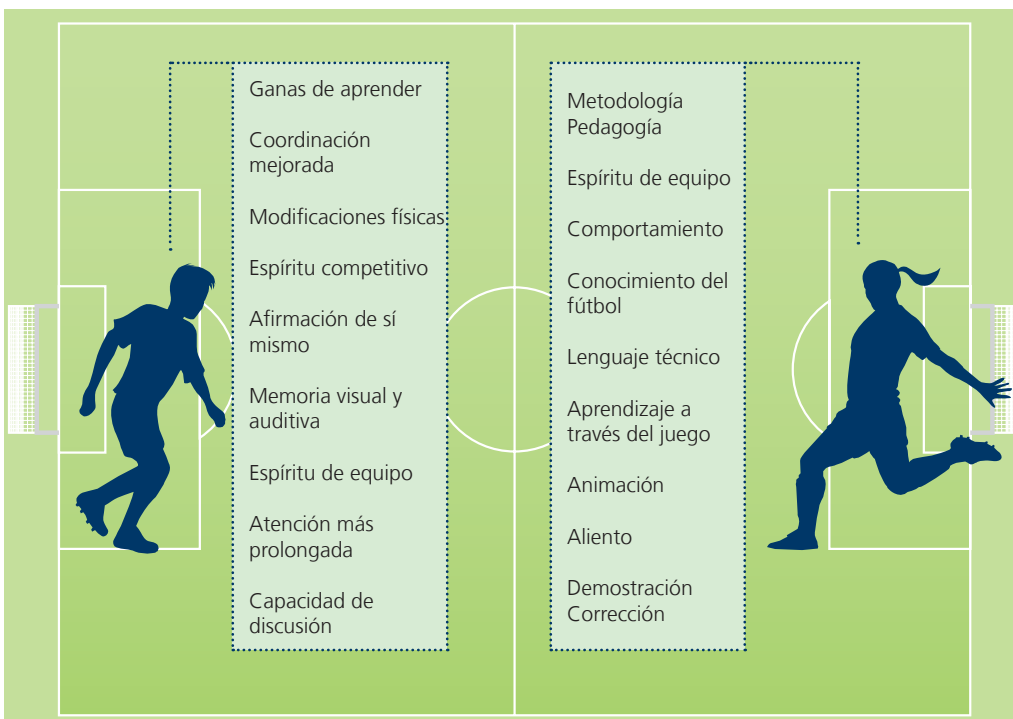 Ganas de aprender
Coordinación
mejorada
Modificaciones físicas
Espíritu competitivo
Afirmación de sí
mismo
Memoria visual y
auditiva
Espíritu de equipo
Atención más
prolongada
Capacidad de
discusión
Metodología
Pedagogía
Espíritu de equipo
Comportamiento
Conocimiento del
fútbol
Lenguaje técnico
Aprendizaje a
través del juego
Animación
Aliento
Demostración
Corrección